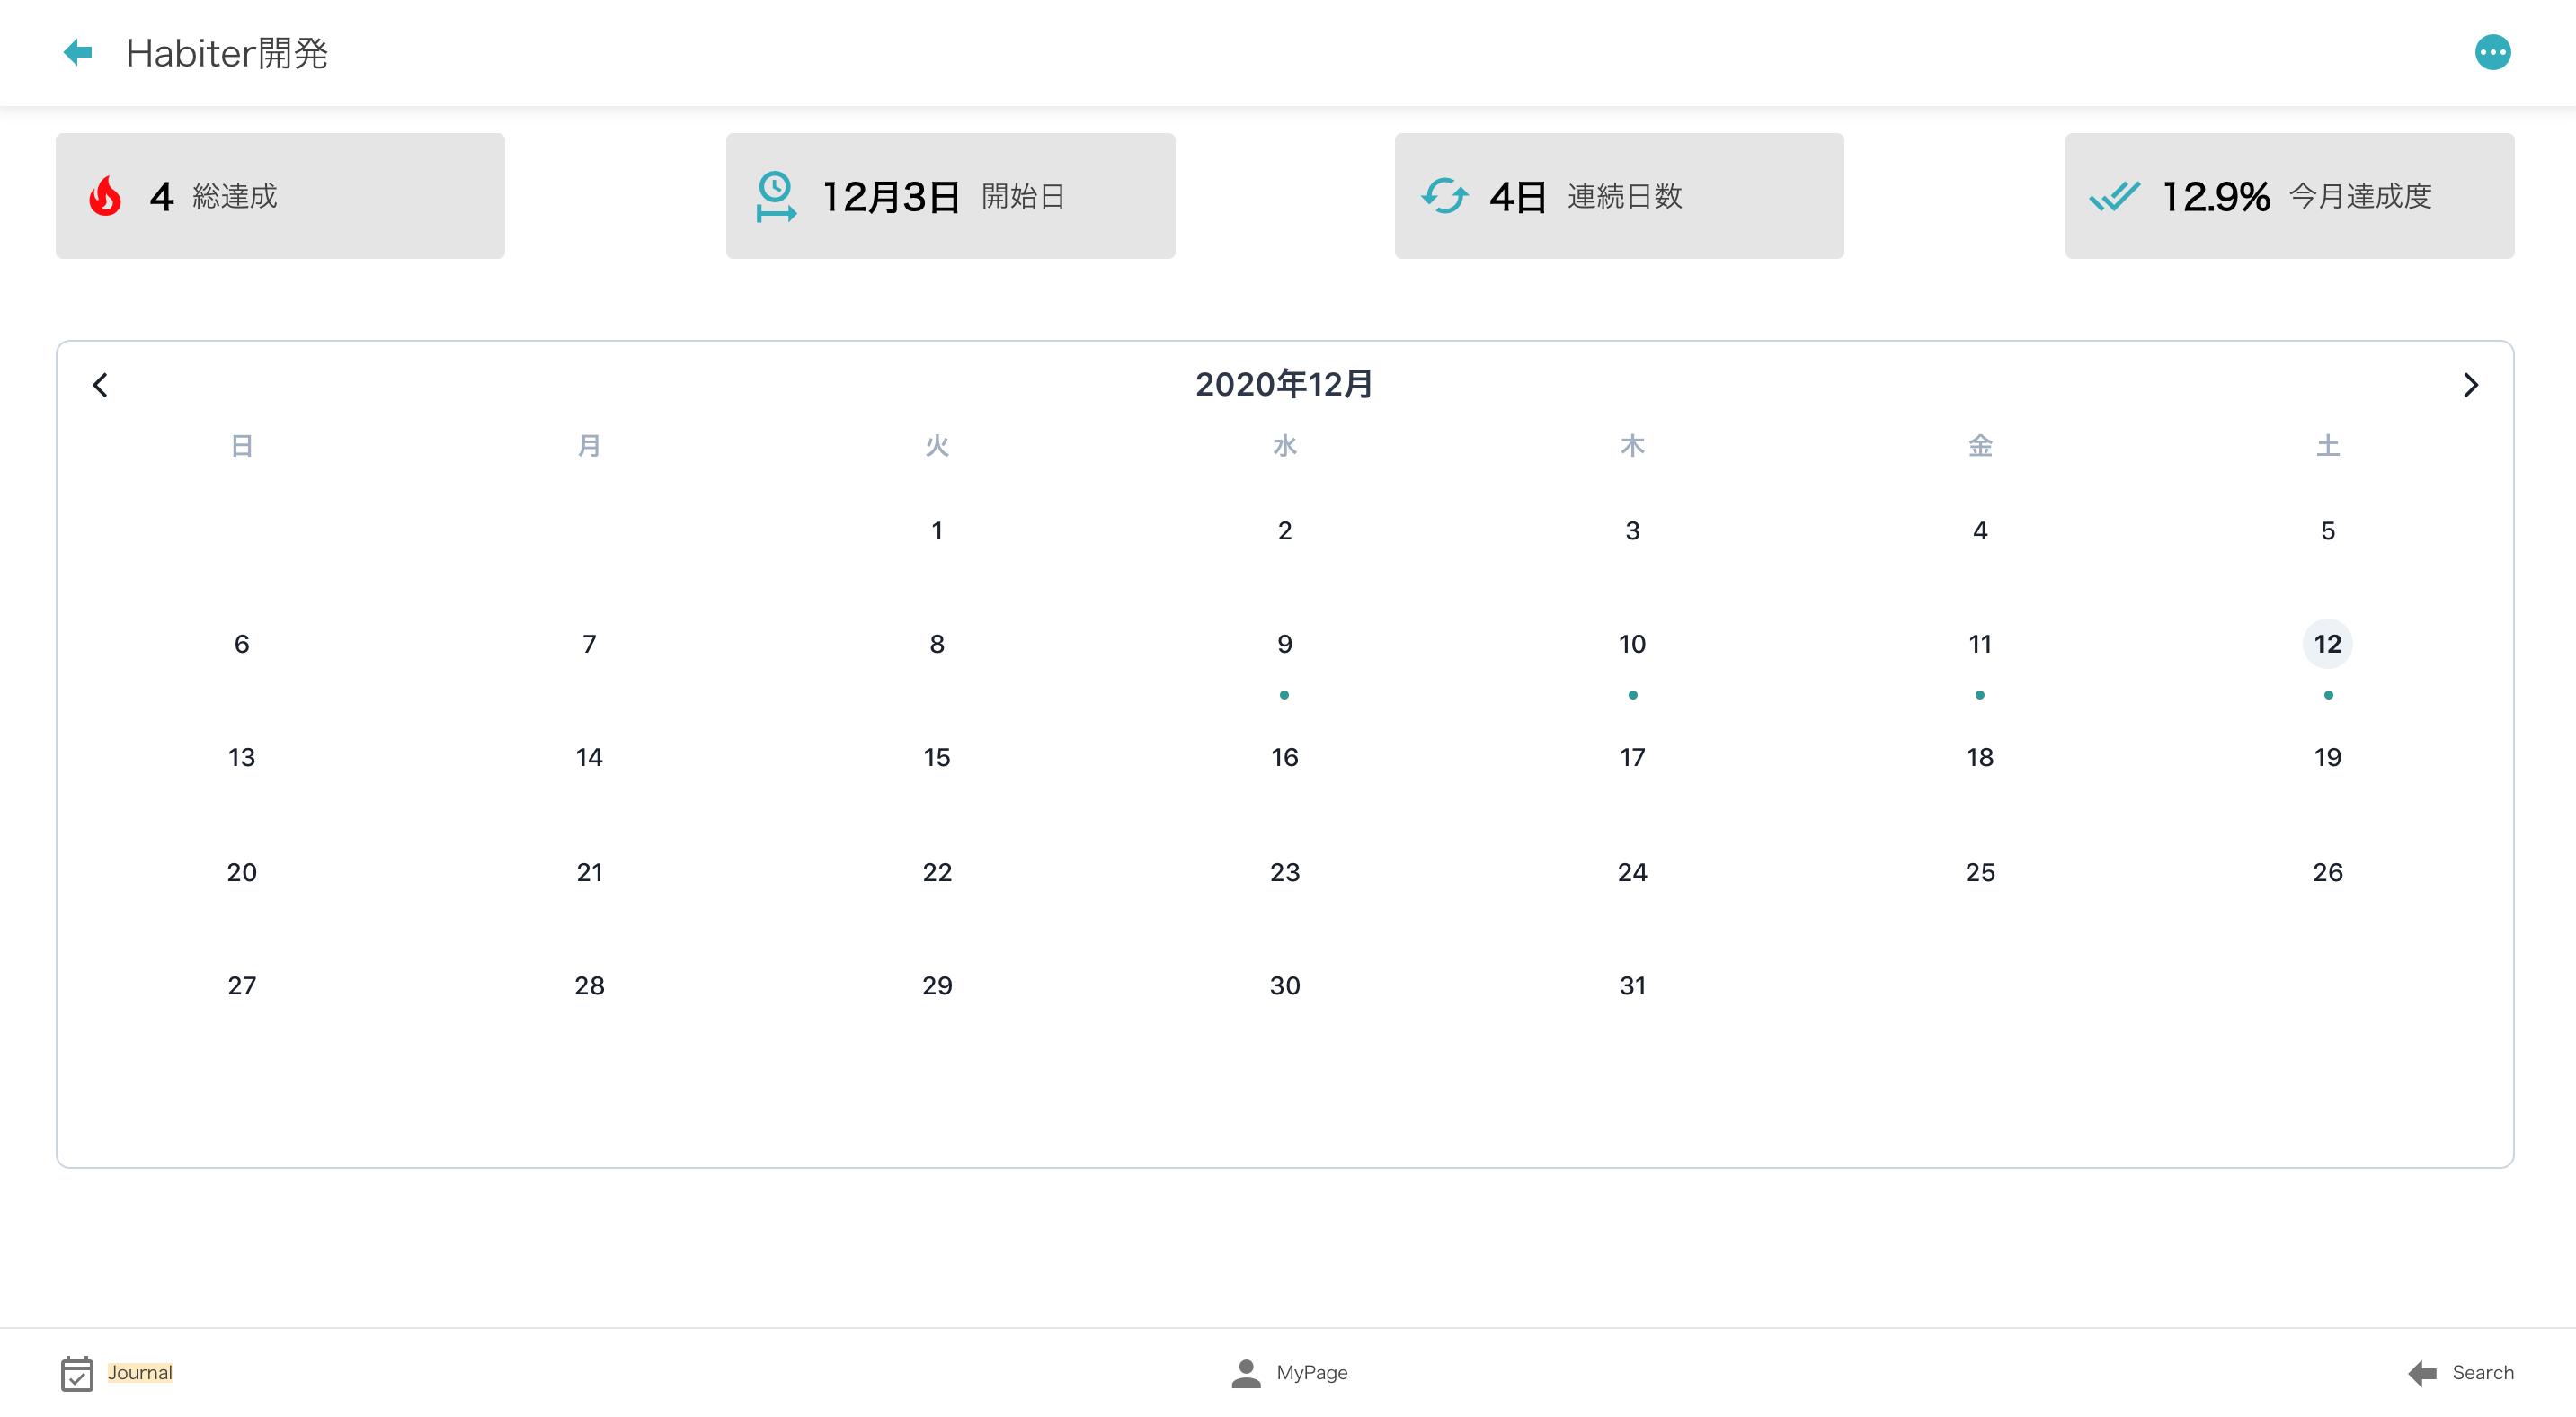 Habiter開発
4 総達成
12月3日 開始日
4日 連続日数
12.9% 今月達成度
2020年12月
日 月 火 水 木 金 土
1 2 3 4 5
6 7 8 9 10 11 12
13 14 15 16 17 18 19
20 21 22 23 24 25 26
27 28 29 30 31
Journal
MyPage
Search